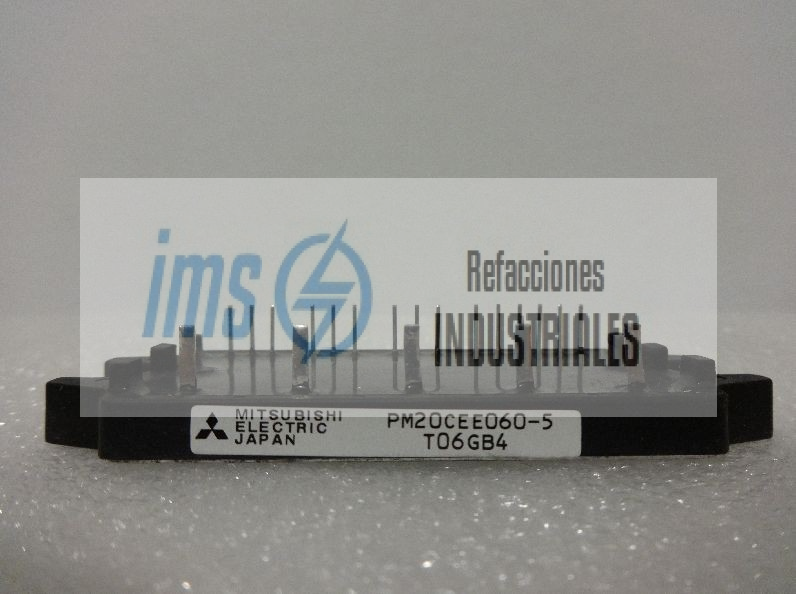 ims
Refacciones
INDUSTRIALES
MITSUBISHI
ELECTRIC
JAPAN
PM20CEE060-5
T06GB4